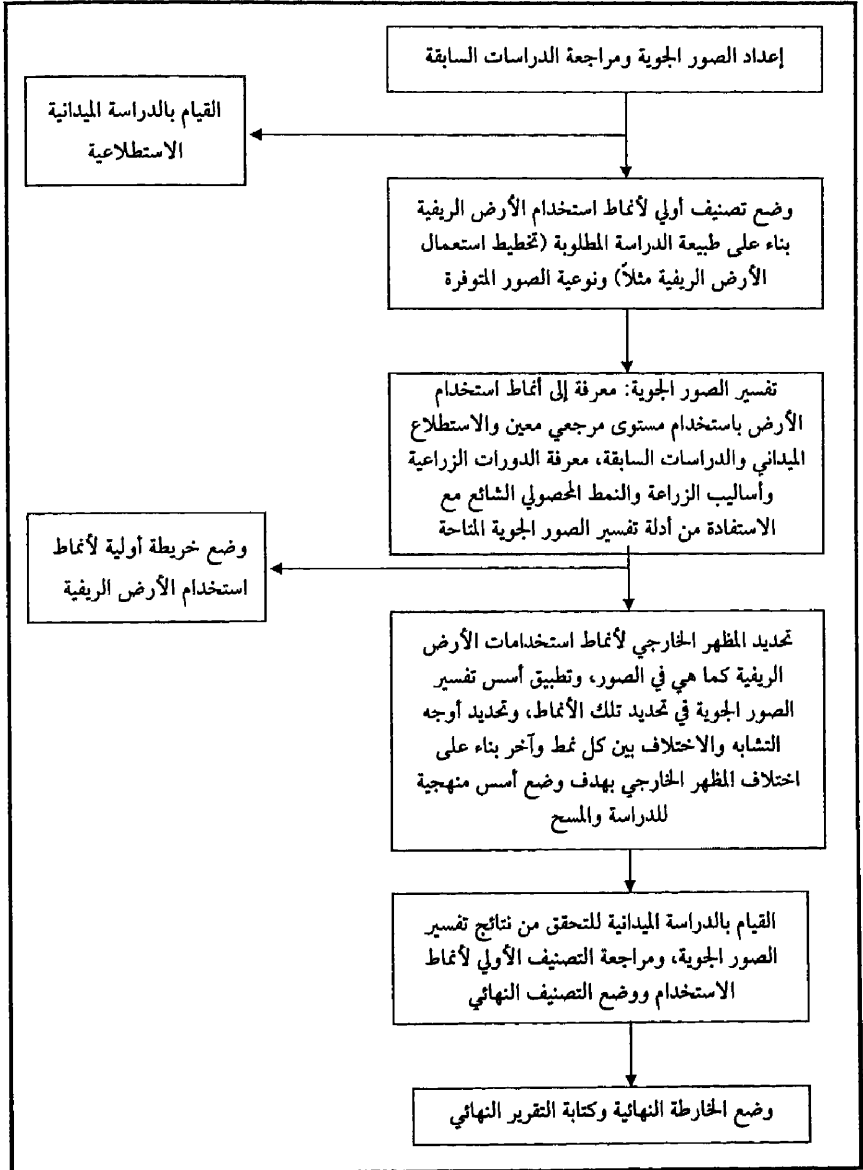 إعداد الصور الجوية ومراجعة الدراسات السابقة
القيام بالدراسة الميدانية
الاستطلاعية
وضع تصنيف أولي لأنماط استخدام الأرض الريفية
بناء على طبيعة الدراسة المطلوبة (تخطيط استعمال
الأرض الريفية مثلاً) ونوعية الصور المتوفرة
تفسير الصور الجوية: معرفة إلى أنماط استخدام
الأرض باستخدام مستوى مرجعي معين والاستطلاع
الميداني والدراسات السابقة، معرفة الدورات الزراعية
وأساليب الزراعة والنمط المحصولي الشائع مع
الاستفادة من أدلة تفسير الصور الجوية المتاحة
وضع خريطة أولية لأنماط
استخدام الأرض الريفية
تحديد المظهر الخارجي لأنماط استخدامات الأرض
الريفية كما هي في الصور، وتطبيق أسس تفسير
الصور الجوية في تحديد تلك الأنماط، وتحديد أوجه
التشابه والاختلاف بين كل نمط وآخر بناء على
اختلاف المظهر الخارجي بهدف وضع أسس منهجية
للدراسة والمسح
القيام بالدراسة الميدانية للتحقق من نتائج تفسير
الصور الجوية، ومراجعة التصنيف الأولي لأنماط
الاستخدام ووضع التصنيف النهائي
وضع الخارطة النهائية وكتابة التقرير النهائي